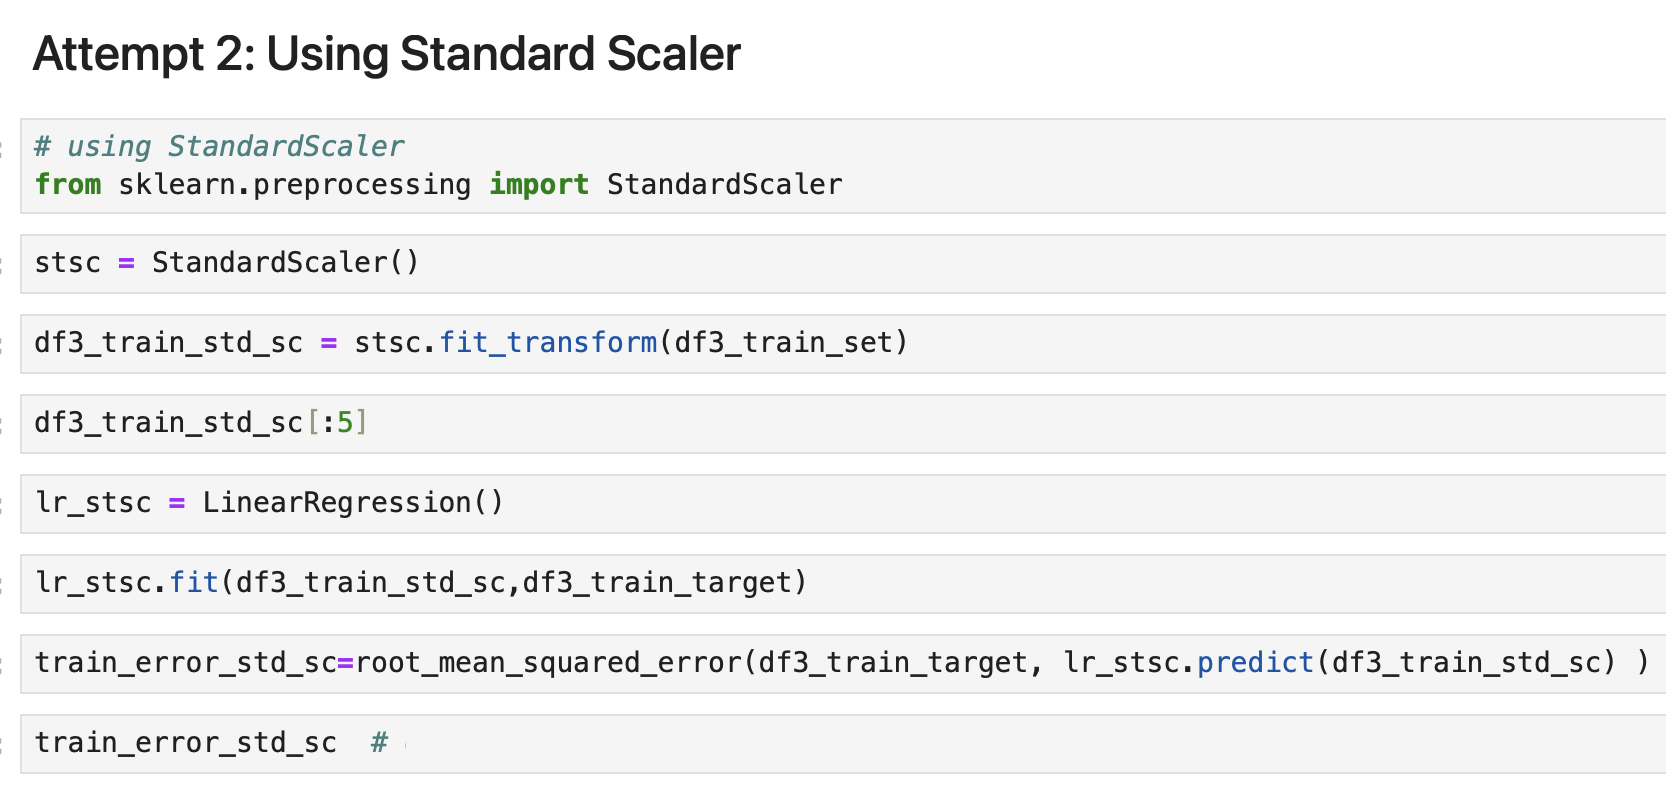 Attempt 2: Using Standard Scaler
# using StandardScaler
from sklearn.preprocessing import StandardScaler
stsc = StandardScaler()
df3_train_std_sc = stsc.fit_transform(df3_train_set)
df3_train_std_sc[:5]
lr_stsc = LinearRegression()
lr_stsc.fit(df3_train_std_sc,df3_train_target)
train_error_std_sc=root_mean_squared_error(df3_train_target, lr_stsc.predict(df3_train_std_sc) )
train_error_std_sc  #